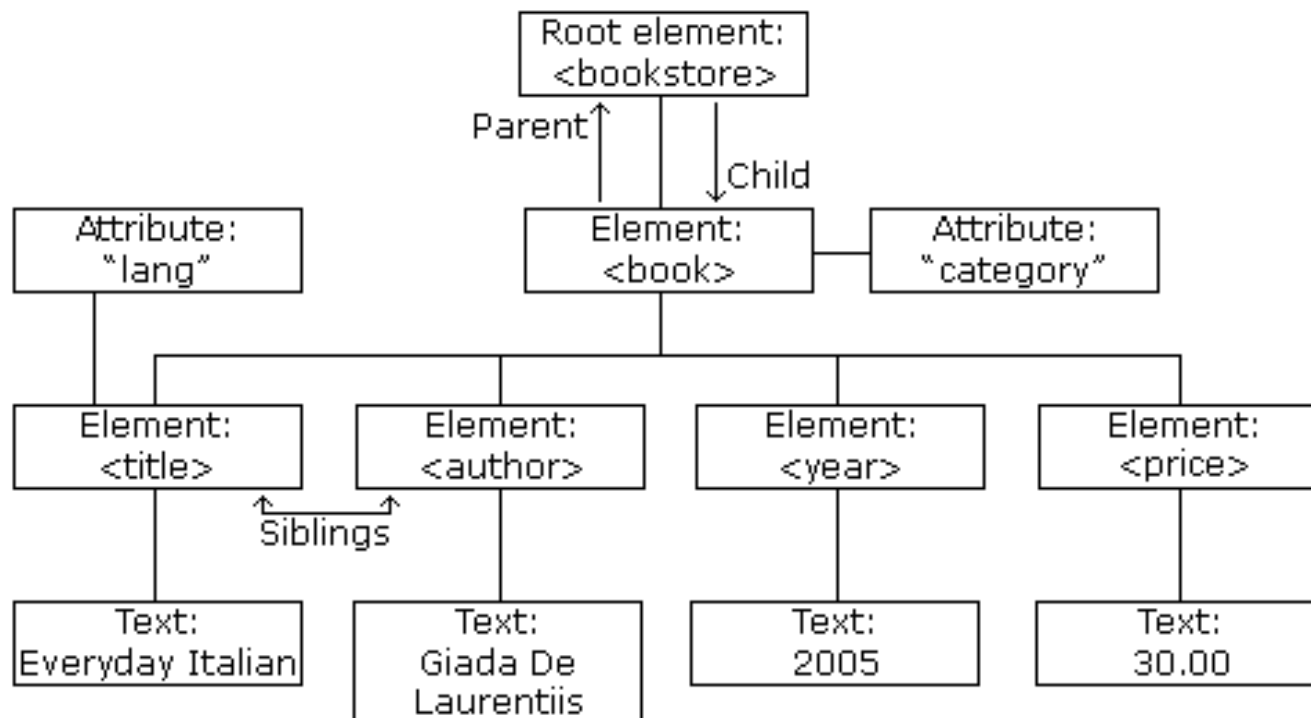 Root element:
<bookstore>
Parent
Child
Attribute:
“lang”
Element:
<book>
Attribute:
“category”
Element:
<title>
Element:
<author>
Element:
<year>
Element:
<price>
Siblings
Text:
Everyday Italian
Text:
Giada De
Laurentiis
Text:
2005
Text:
30.00